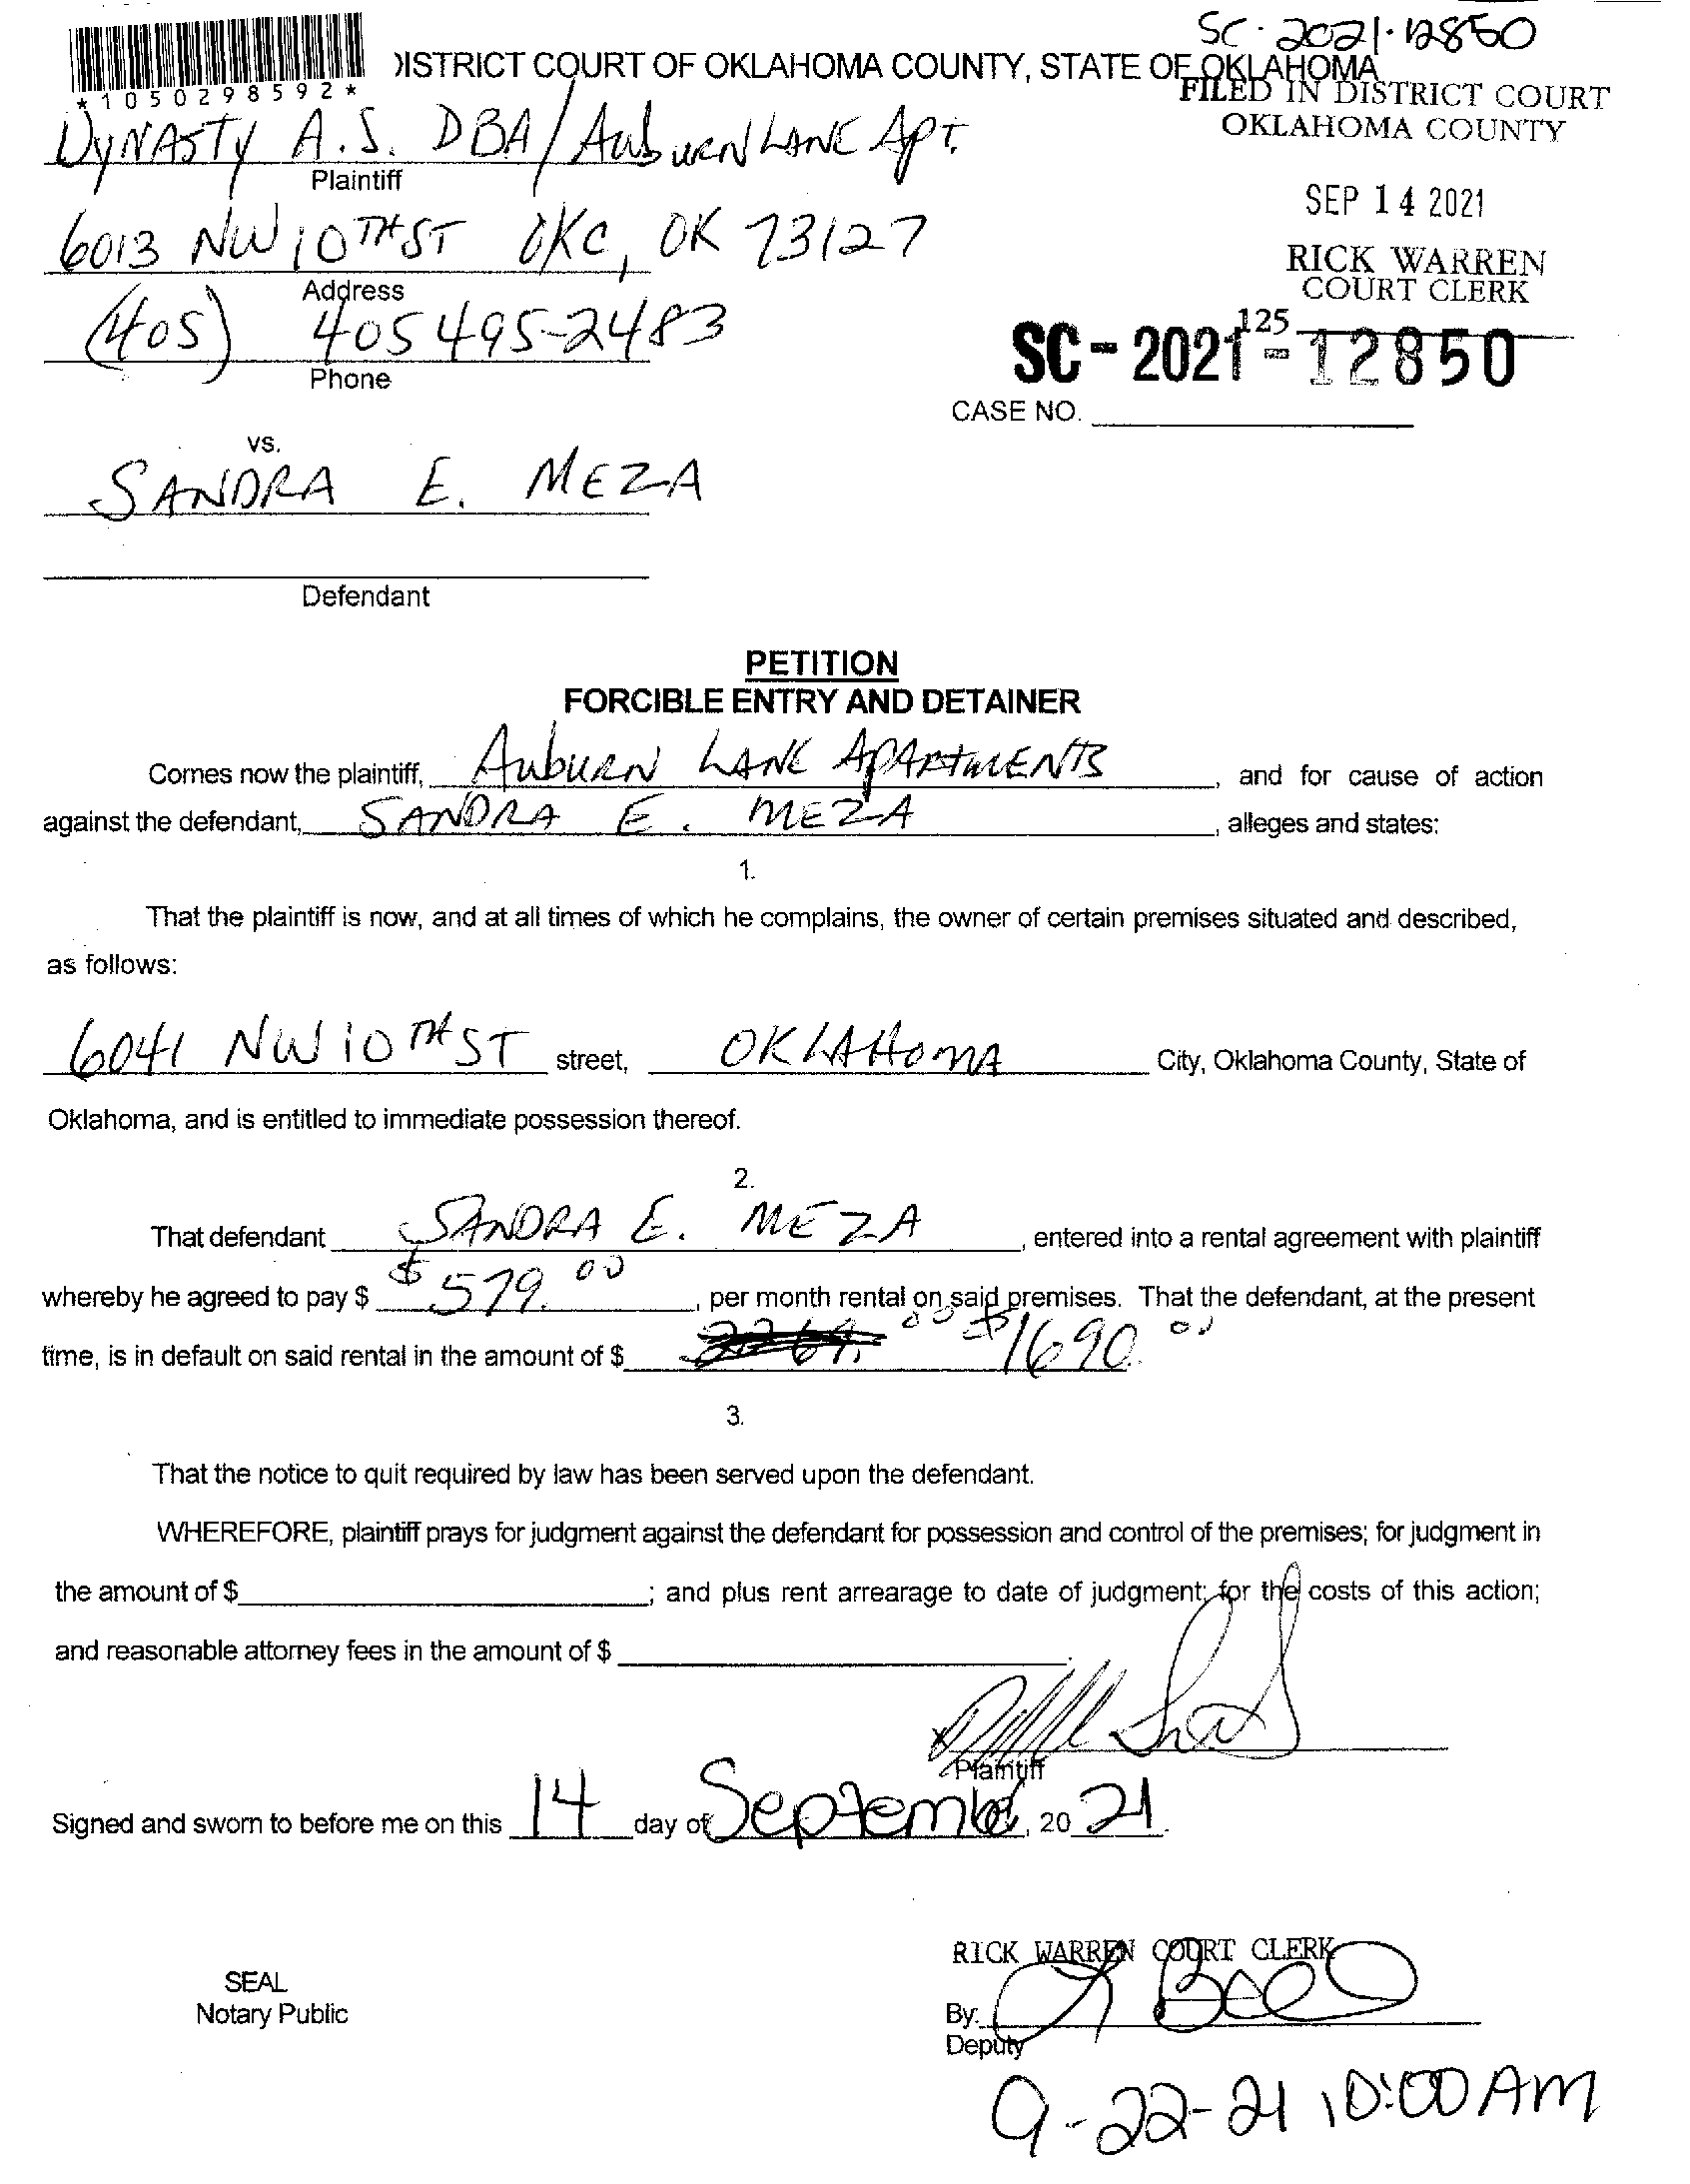 SC-2021-12850
*1050298592*
DISTRICT COURT OF OKLAHOMA COUNTY, STATE OF OKLAHOMA
FILED IN DISTRICT COURT
OKLAHOMA COUNTY
DYNASTY A.S. DBA/AUBURN LANE APT.
Plaintiff
SEP 14 2021
6013 NW 10TH ST OKC, OK 73127
Address
RICK WARREN
COURT CLERK
(405) 405 495-2483
Phone
125
SC-2021-12850
CASE NO.
vs.
SANDRA E. MEZA
Defendant
PETITION
FORCIBLE ENTRY AND DETAINER
Comes now the plaintiff, AUBURN LANE APARTMENTS, and for cause of action
against the defendant, SANDRA E. MEZA, alleges and states:
1.
That the plaintiff is now, and at all times of which he complains, the owner of certain premises situated and described,
as follows:
6041 NW 10TH ST street, OKLAHOMA City, Oklahoma County, State of
Oklahoma, and is entitled to immediate possession thereof.
2.
That defendant SANDRA E. MEZA, entered into a rental agreement with plaintiff
whereby he agreed to pay $ $579.00, per month rental on said premises. That the defendant, at the present
time, is in default on said rental in the amount of $ $1690.00
3.
That the notice to quit required by law has been served upon the defendant.
WHEREFORE, plaintiff prays for judgment against the defendant for possession and control of the premises; for judgment in
the amount of $ ; and plus rent arrearage to date of judgment; for the costs of this action;
and reasonable attorney fees in the amount of $ .
x
Plaintiff
Signed and sworn to before me on this 14 day of September, 20 21.
RICK WARREN COURT CLERK
SEAL
Notary Public
By:
Deputy
9-22-21 10:00 AM